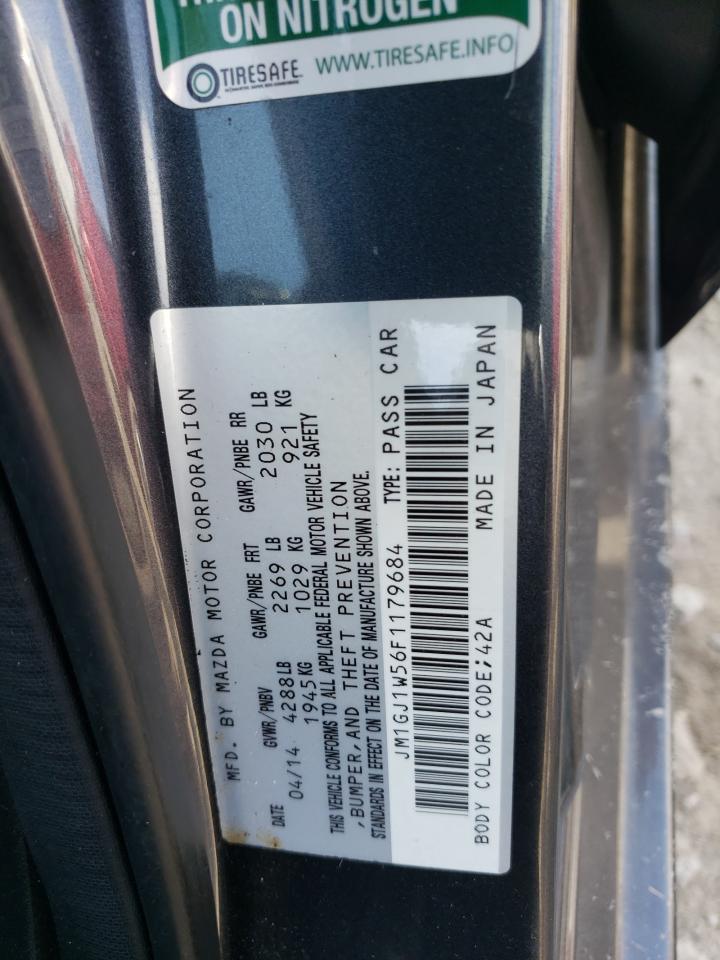 ON NITROGEN
TIRESAFE
WWW.TIRESAFE.INFO
MFD. BY MAZDA MOTOR CORPORATION
DATE GVWR/PNBV GAWR/PNBE FRT GAWR/PNBE RR
04/14 4288LB 2269 LB 2030 LB
1945KG 1029 KG 921 KG
THIS VEHICLE CONFORMS TO ALL APPLICABLE FEDERAL MOTOR VEHICLE SAFETY
,BUMPER,AND THEFT PREVENTION
STANDARDS IN EFFECT ON THE DATE OF MANUFACTURE SHOWN ABOVE.
JM1GJ1W56F1179684 TYPE: PASS CAR
BODY COLOR CODE;42A MADE IN JAPAN